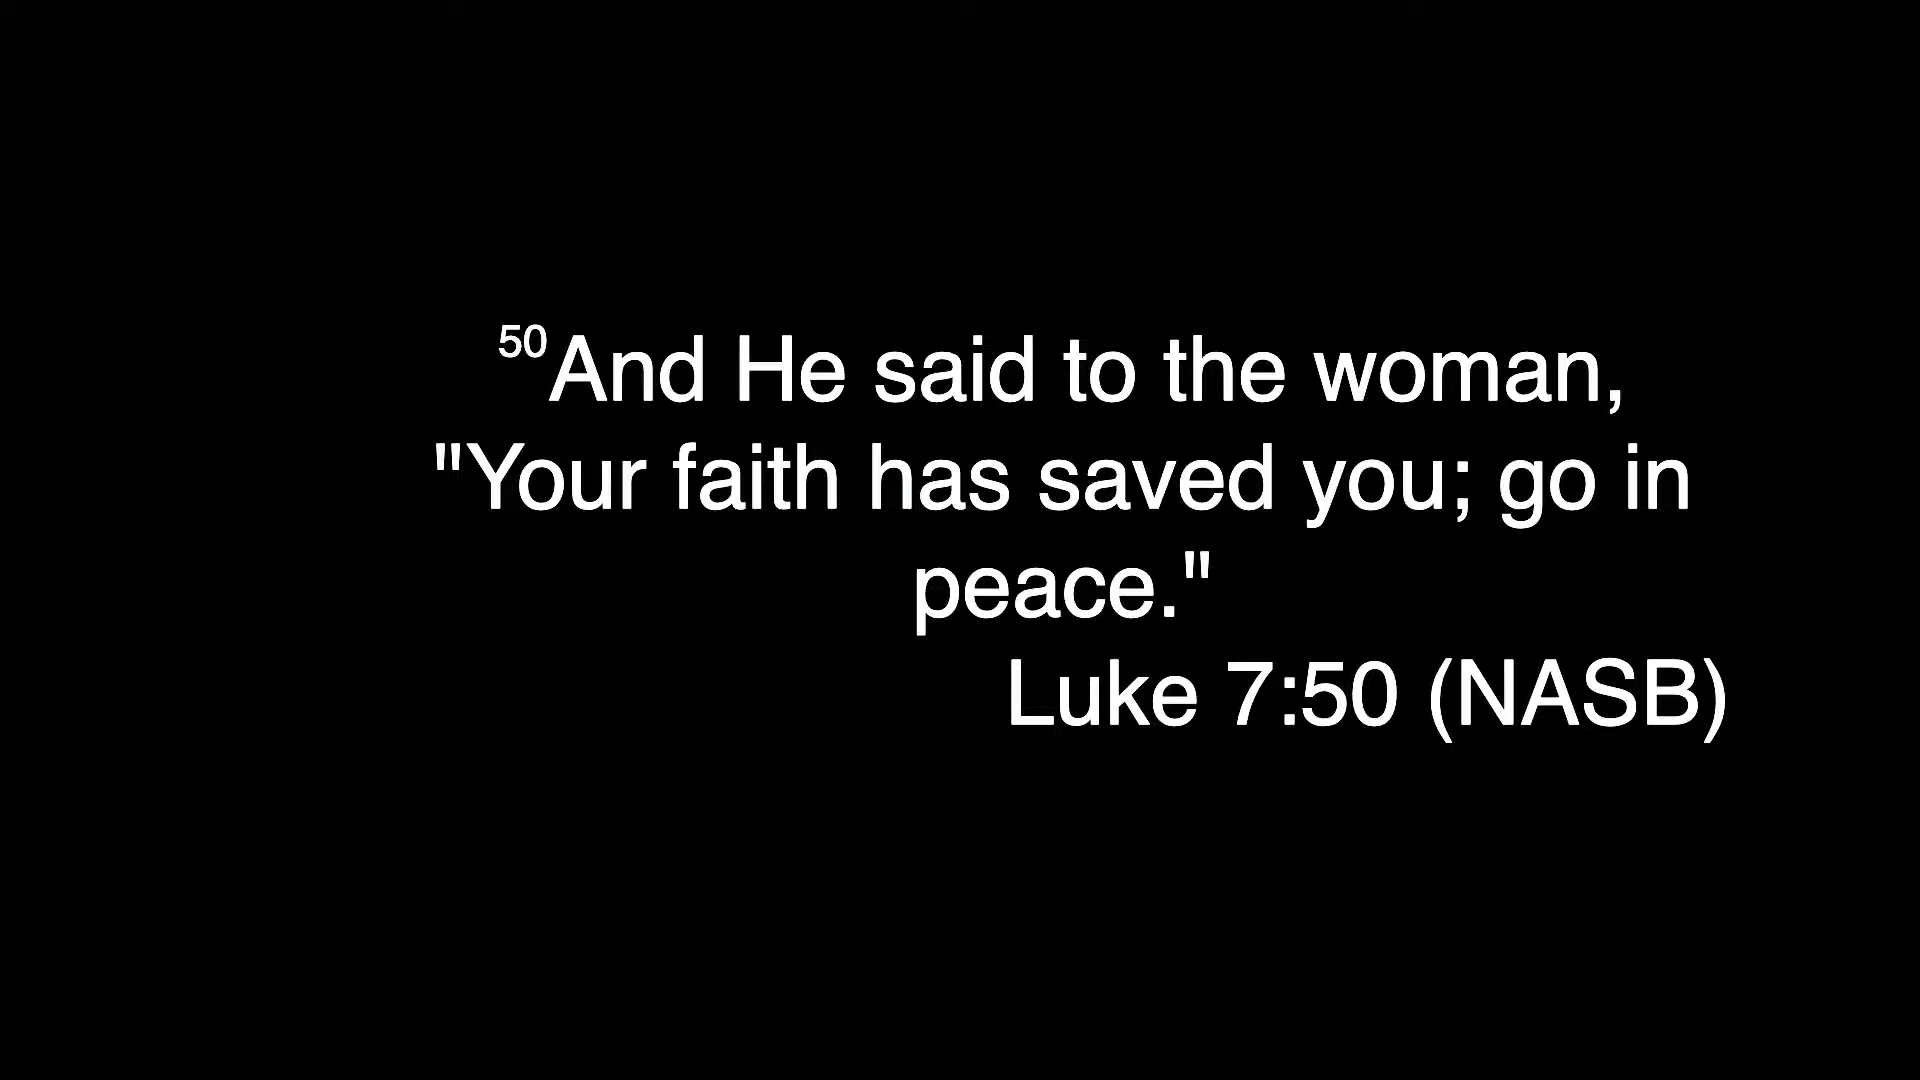 50And He said to the woman,
"Your faith has saved you; go in
peace."
Luke 7:50 (NASB)